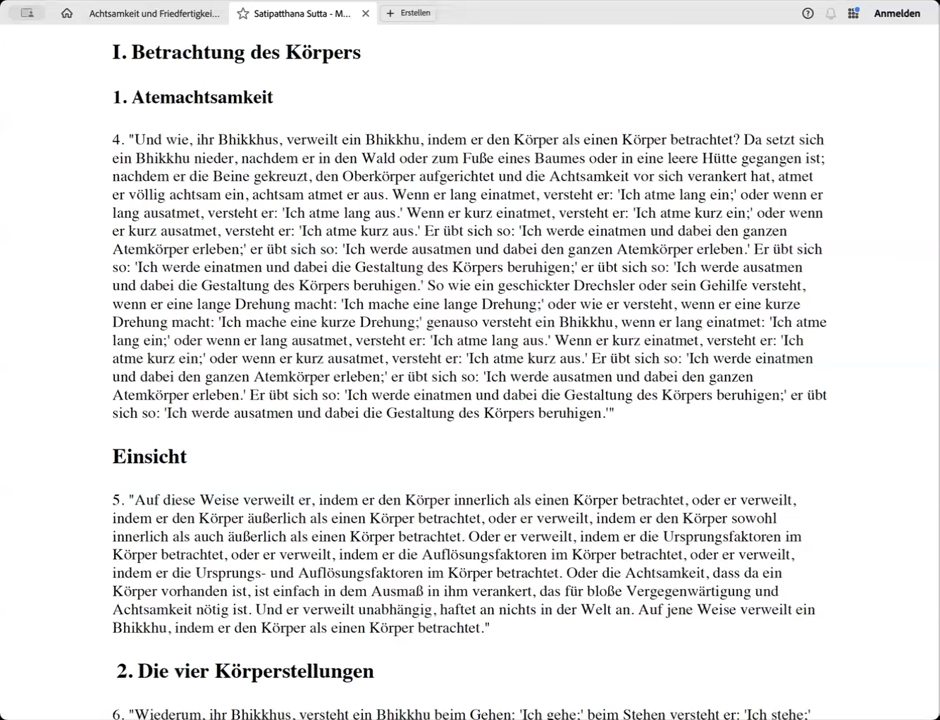 Achtsamkeit und Friedfertigkei...
Satipatthana Sutta - M...
Erstellen
Anmelden
I. Betrachtung des Körpers
1. Atemachtsamkeit
4. "Und wie, ihr Bhikkhus, verweilt ein Bhikkhu, indem er den Körper als einen Körper betrachtet? Da setzt sich
ein Bhikkhu nieder, nachdem er in den Wald oder zum Fuße eines Baumes oder in eine leere Hütte gegangen ist;
nachdem er die Beine gekreuzt, den Oberkörper aufgerichtet und die Achtsamkeit vor sich verankert hat, atmet
er völlig achtsam ein, achtsam atmet er aus. Wenn er lang einatmet, versteht er: 'Ich atme lang ein;' oder wenn er
lang ausatmet, versteht er: 'Ich atme lang aus.' Wenn er kurz einatmet, versteht er: 'Ich atme kurz ein;' oder wenn
er kurz ausatmet, versteht er: 'Ich atme kurz aus.' Er übt sich so: 'Ich werde einatmen und dabei den ganzen
Atemkörper erleben;' er übt sich so: 'Ich werde ausatmen und dabei den ganzen Atemkörper erleben.' Er übt sich
so: 'Ich werde einatmen und dabei die Gestaltung des Körpers beruhigen;' er übt sich so: 'Ich werde ausatmen
und dabei die Gestaltung des Körpers beruhigen.' So wie ein geschickter Drechsler oder sein Gehilfe versteht,
wenn er eine lange Drehung macht: 'Ich mache eine lange Drehung;' oder wie er versteht, wenn er eine kurze
Drehung macht: 'Ich mache eine kurze Drehung;' genauso versteht ein Bhikkhu, wenn er lang einatmet: 'Ich atme
lang ein;' oder wenn er lang ausatmet, versteht er: 'Ich atme lang aus.' Wenn er kurz einatmet, versteht er: 'Ich
atme kurz ein;' oder wenn er kurz ausatmet, versteht er: 'Ich atme kurz aus.' Er übt sich so: 'Ich werde einatmen
und dabei den ganzen Atemkörper erleben;' er übt sich so: 'Ich werde ausatmen und dabei den ganzen
Atemkörper erleben.' Er übt sich so: 'Ich werde einatmen und dabei die Gestaltung des Körpers beruhigen;' er übt
sich so: 'Ich werde ausatmen und dabei die Gestaltung des Körpers beruhigen.'"
Einsicht
5. "Auf diese Weise verweilt er, indem er den Körper innerlich als einen Körper betrachtet, oder er verweilt,
indem er den Körper äußerlich als einen Körper betrachtet, oder er verweilt, indem er den Körper sowohl
innerlich als auch äußerlich als einen Körper betrachtet. Oder er verweilt, indem er die Ursprungsfaktoren im
Körper betrachtet, oder er verweilt, indem er die Auflösungsfaktoren im Körper betrachtet, oder er verweilt,
indem er die Ursprungs- und Auflösungsfaktoren im Körper betrachtet. Oder die Achtsamkeit, dass da ein
Körper vorhanden ist, ist einfach in dem Ausmaß in ihm verankert, das für bloße Vergegenwärtigung und
Achtsamkeit nötig ist. Und er verweilt unabhängig, haftet an nichts in der Welt an. Auf jene Weise verweilt ein
Bhikkhu, indem er den Körper als einen Körper betrachtet."
2. Die vier Körperstellungen
6. "Wiederum, ihr Bhikkhus, versteht ein Bhikkhu beim Gehen: 'Ich gehe;' beim Stehen versteht er: 'Ich stehe;'